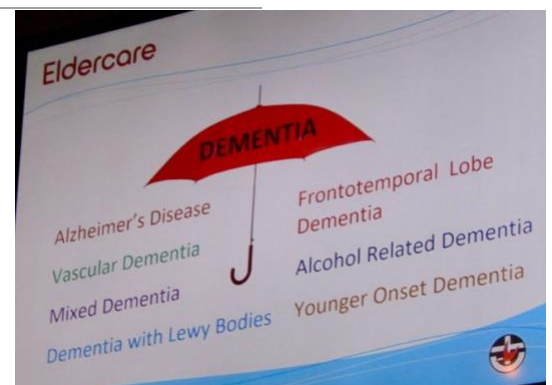 Eldercare
DEMENTIA
Alzheimer's Disease
Vascular Dementia
Mixed Dementia
Dementia with Lewy Bodies
Frontotemporal Lobe
Dementia
Alcohol Related Dementia
Younger Onset Dementia